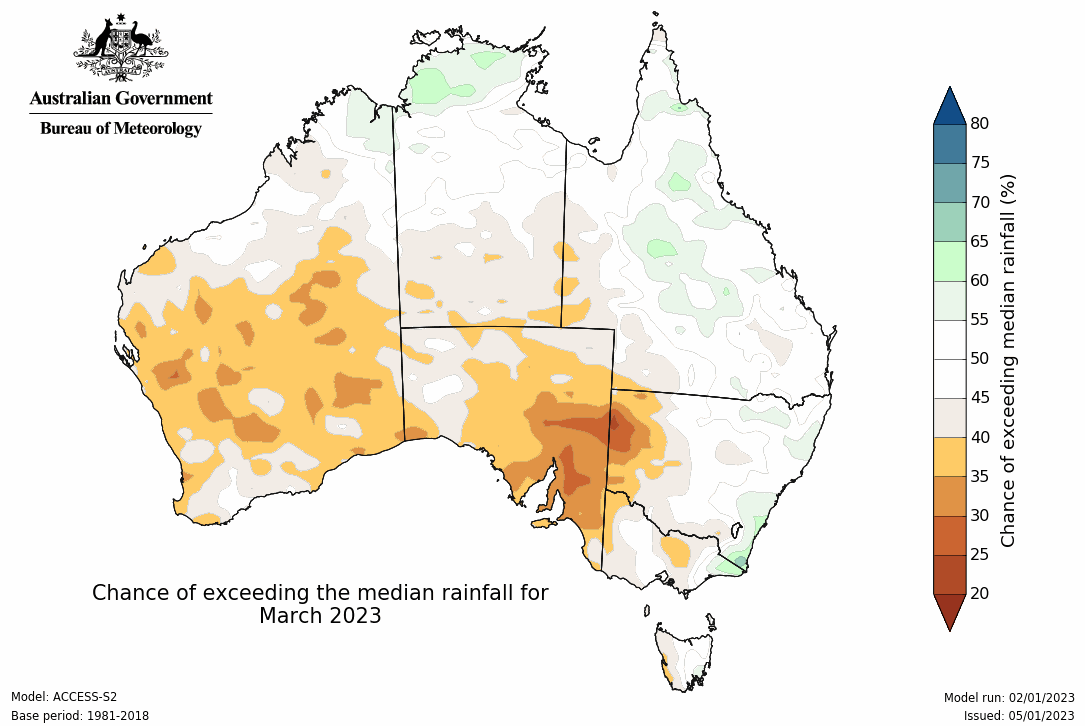 Australian Government
Bureau of Meteorology
80
75
70
65
60
55
50
45
40
35
30
25
20
Chance of exceeding median rainfall (%)
Chance of exceeding the median rainfall for
March 2023
Model: ACCESS-S2
Base period: 1981-2018
Model run: 02/01/2023
Issued: 05/01/2023